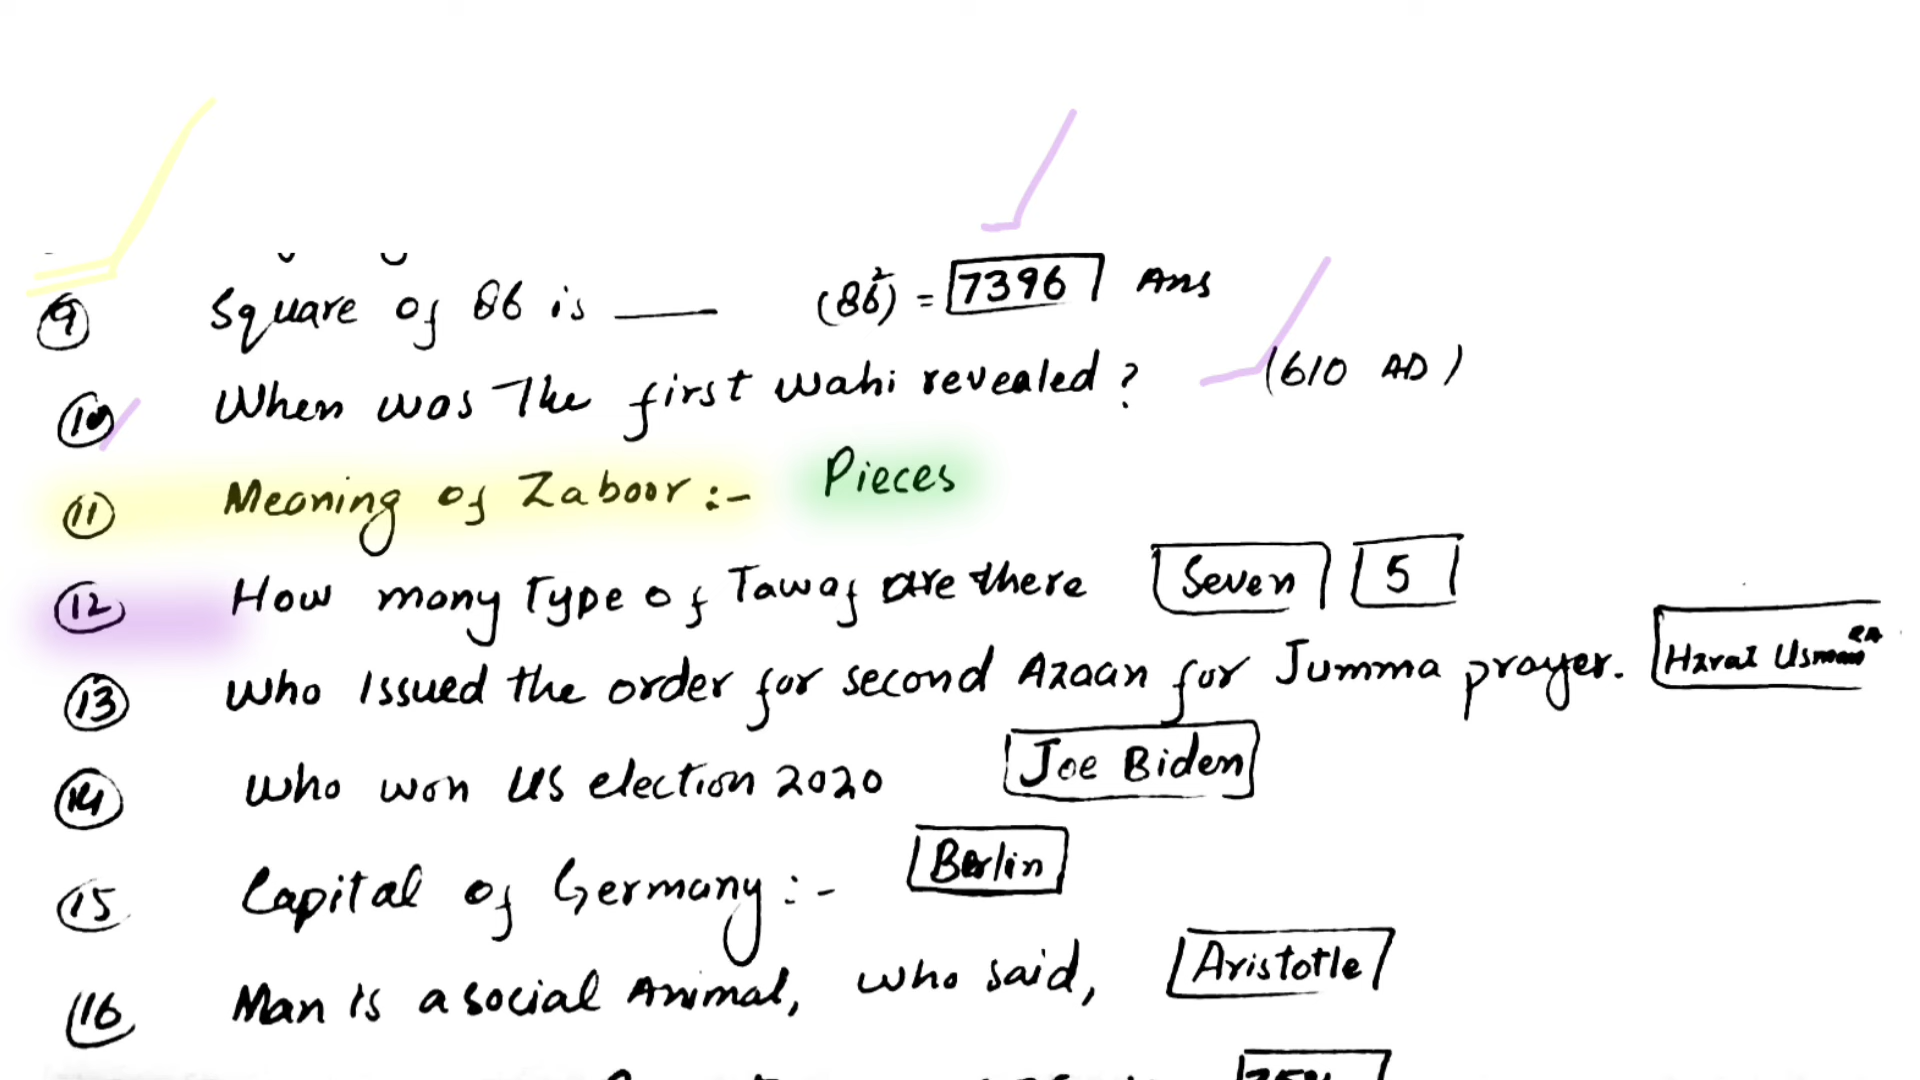 9 Square of 86 is ___ (86²) = 7396 Ans
10 When was The first wahi revealed? (610 AD)
11 Meaning of Zaboor :- Pieces
12 How many Type of Tawaf are there Seven 5
13 Who Issued the order for second Azaan for Jumma prayer. Hzrat Usman RA
14 Who won US election 2020 Joe Biden
15 Capital of Germany :- Berlin
16 Man is a social Animal, who said, Aristotle